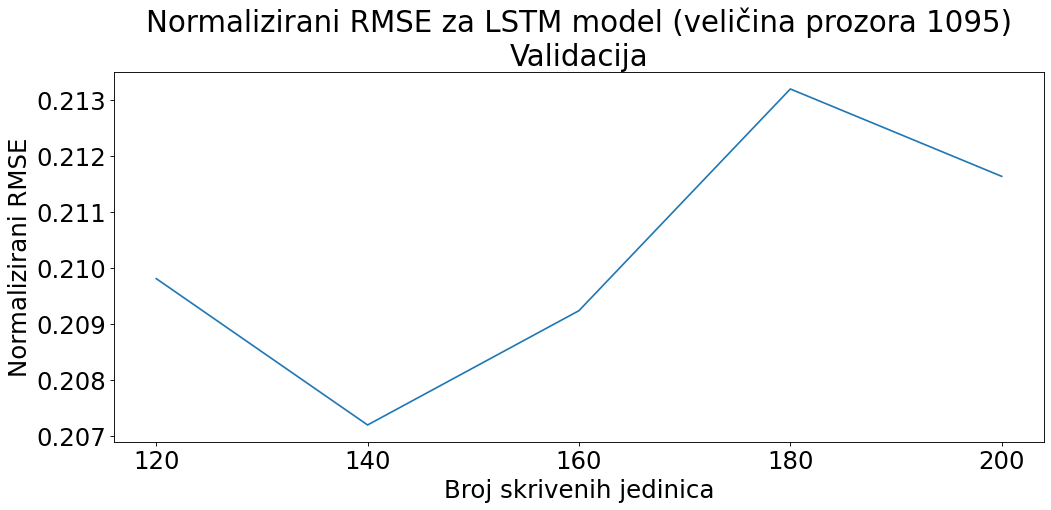 Normalizirani RMSE za LSTM model (veličina prozora 1095)
Validacija
Normalizirani RMSE
0.213
0.212
0.211
0.210
0.209
0.208
0.207
120 140 160 180 200
Broj skrivenih jedinica